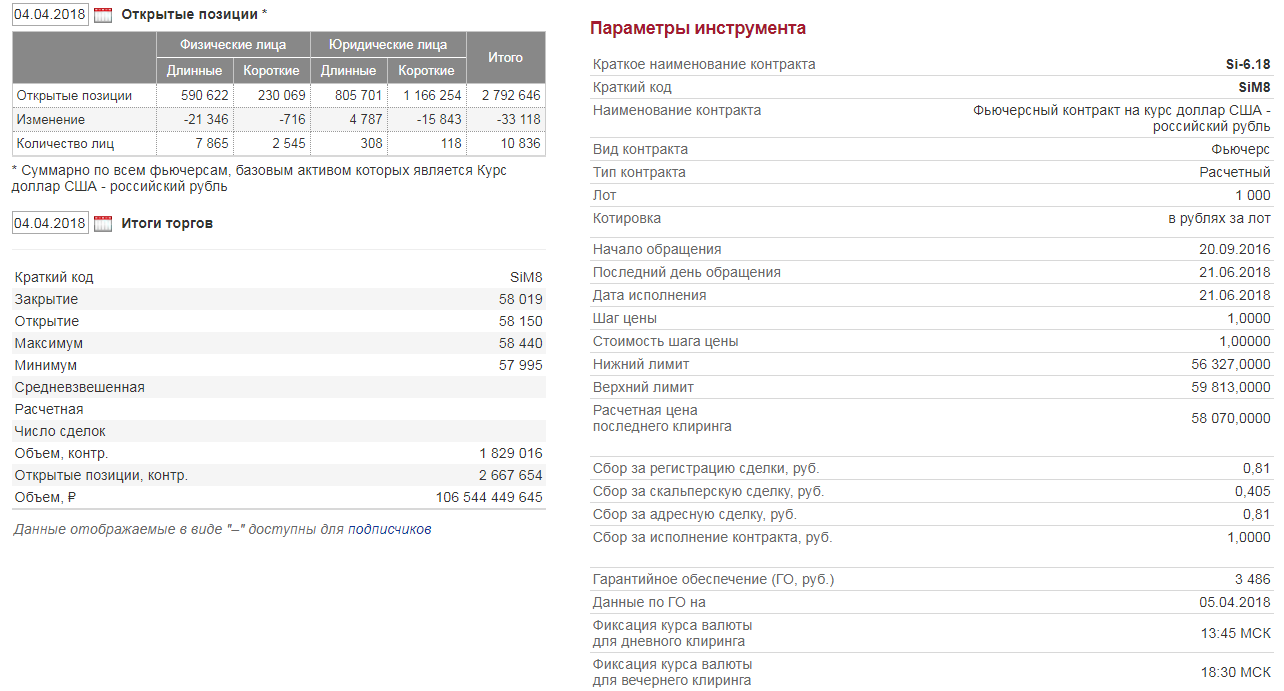 04.04.2018 Открытые позиции *
Физические лица Юридические лица Итого
Длинные Короткие Длинные Короткие
Открытые позиции 590 622 230 069 805 701 1 166 254 2 792 646
Изменение -21 346 -716 4 787 -15 843 -33 118
Количество лиц 7 865 2 545 308 118 10 836
* Суммарно по всем фьючерсам, базовым активом которых является Курс
доллар США - российский рубль
04.04.2018 Итоги торгов
Краткий код SiM8
Закрытие 58 019
Открытие 58 150
Максимум 58 440
Минимум 57 995
Средневзвешенная
Расчетная
Число сделок
Объем, контр. 1 829 016
Открытые позиции, контр. 2 667 654
Объем, ₽ 106 544 449 645
Данные отображаемые в виде "–" доступны для подписчиков
Параметры инструмента
Краткое наименование контракта Si-6.18
Краткий код SiM8
Наименование контракта Фьючерсный контракт на курс доллар США -
российский рубль
Вид контракта Фьючерс
Тип контракта Расчетный
Лот 1 000
Котировка в рублях за лот
Начало обращения 20.09.2016
Последний день обращения 21.06.2018
Дата исполнения 21.06.2018
Шаг цены 1,0000
Стоимость шага цены 1,00000
Нижний лимит 56 327,0000
Верхний лимит 59 813,0000
Расчетная цена
последнего клиринга 58 070,0000
Сбор за регистрацию сделки, руб. 0,81
Сбор за скальперскую сделку, руб. 0,405
Сбор за адресную сделку, руб. 0,81
Сбор за исполнение контракта, руб. 1,0000
Гарантийное обеспечение (ГО, руб.) 3 486
Данные по ГО на 05.04.2018
Фиксация курса валюты
для дневного клиринга 13:45 МСК
Фиксация курса валюты
для вечернего клиринга 18:30 МСК